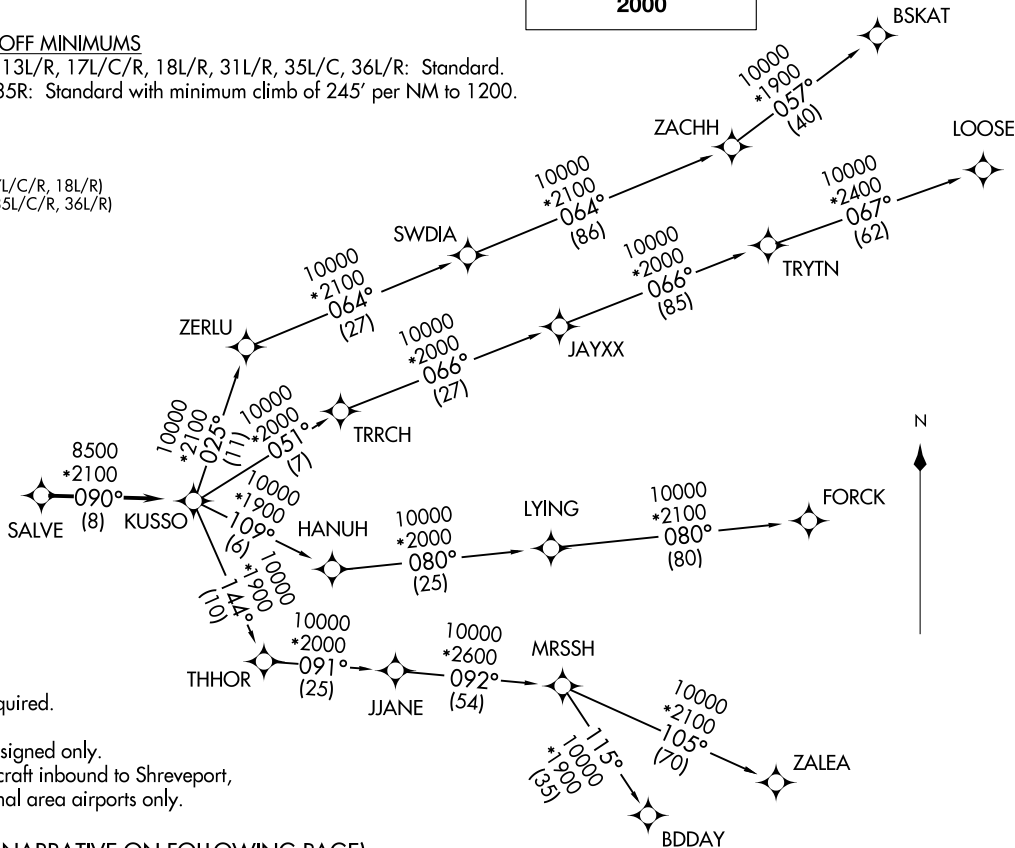 2000
OFF MINIMUMS
13L/R, 17L/C/R, 18L/R, 31L/R, 35L/C, 36L/R: Standard.
35R: Standard with minimum climb of 245' per NM to 1200.
L/C/R, 18L/R)
35L/C/R, 36L/R)
BSKAT
10000
*1900
057°
(40)
ZACHH
LOOSE
10000
*2100
064°
(86)
10000
*2400
067°
(62)
SWDIA
TRYTN
10000
*2100
064°
(27)
10000
*2000
066°
(85)
ZERLU
JAYXX
10000
*2000
066°
(27)
10000
*2100
025°
(11)
10000
*2000
051°
(7)
TRRCH
N
8500
*2100
090°
(8)
SALVE
KUSSO
10000
*1900
109°
(6)
HANUH
10000
*2000
080°
(25)
LYING
10000
*2100
080°
(80)
FORCK
10000
*1900
144°
(10)
THHOR
10000
*2000
091°
(25)
JJANE
10000
*2600
092°
(54)
MRSSH
10000
*2100
105°
(70)
ZALEA
115°
10000
*1900
(35)
BDDAY
quired.
signed only.
craft inbound to Shreveport,
nal area airports only.
NARRATIVE ON FOLLOWING PAGE)